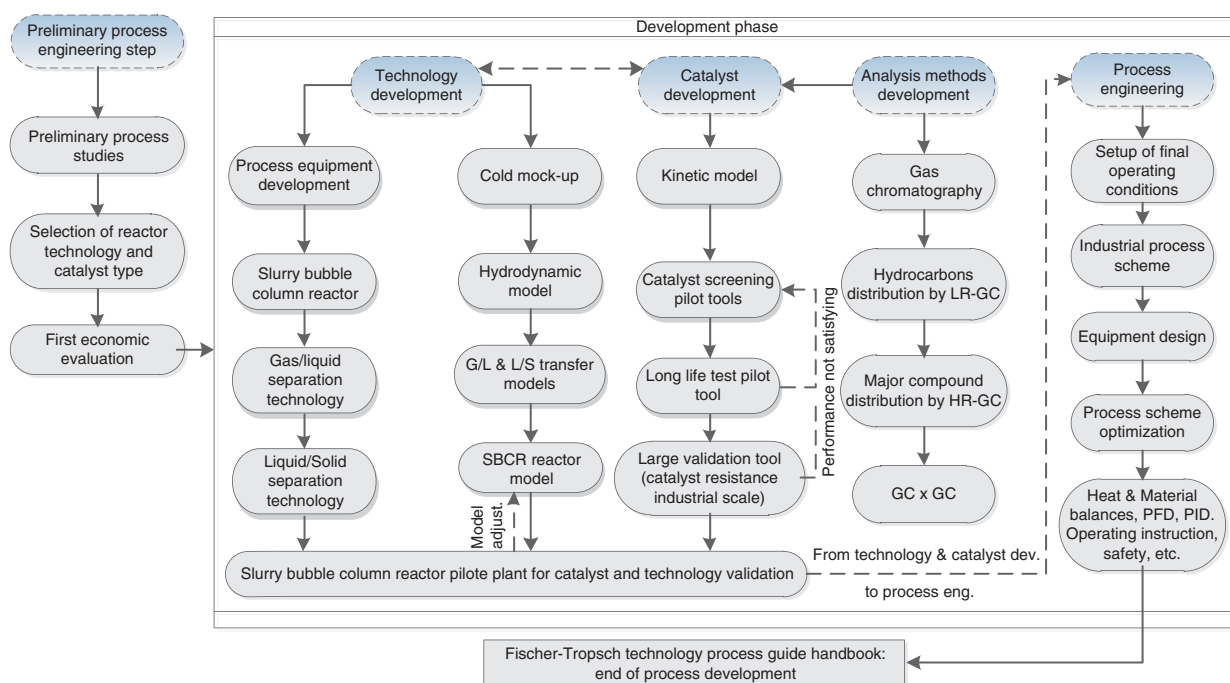 Preliminary process
engineering step
Preliminary process
studies
Selection of reactor
technology and
catalyst type
First economic
evaluation
Development phase
Technology
development
Process equipment
development
Slurry bubble
column reactor
Gas/liquid
separation
technology
Liquid/Solid
separation
technology
Cold mock-up
Hydrodynamic
model
G/L & L/S transfer
models
SBCR reactor
model
Model
adjust.
Catalyst
development
Kinetic model
Catalyst screening
pilot tools
Long life test pilot
tool
Large validation tool
(catalyst resistance
industrial scale)
Performance not satisfying
Analysis methods
development
Gas
chromatography
Hydrocarbons
distribution by LR-GC
Major compound
distribution by HR-GC
GC x GC
Slurry bubble column reactor pilote plant for catalyst and technology validation
From technology & catalyst dev.
to process eng.
Process
engineering
Setup of final
operating
conditions
Industrial process
scheme
Equipment design
Process scheme
optimization
Heat & Material
balances, PFD, PID.
Operating instruction,
safety, etc.
Fischer-Tropsch technology process guide handbook:
end of process development